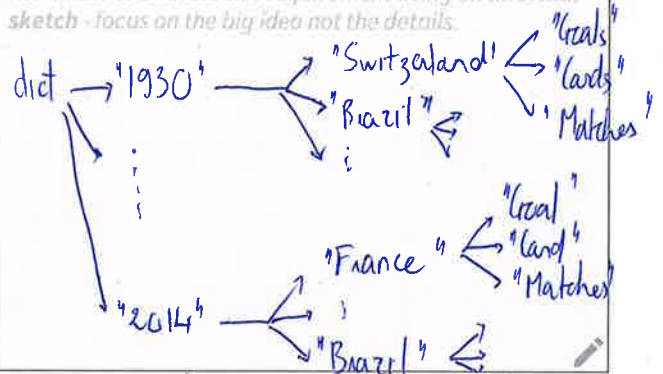 sketch - focus on the big idea not the details.
dict "1930" "Switzerland" "Goals"
"Cards"
"Matches"
"Brazil"
"2014" "France" "Goal"
"Card"
"Matches"
"Brazil"